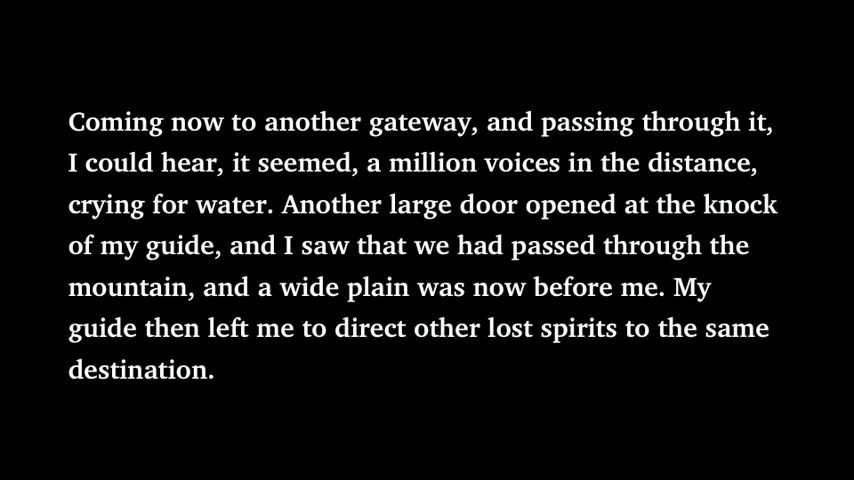 Coming now to another gateway, and passing through it,
I could hear, it seemed, a million voices in the distance,
crying for water. Another large door opened at the knock
of my guide, and I saw that we had passed through the
mountain, and a wide plain was now before me. My
guide then left me to direct other lost spirits to the same
destination.